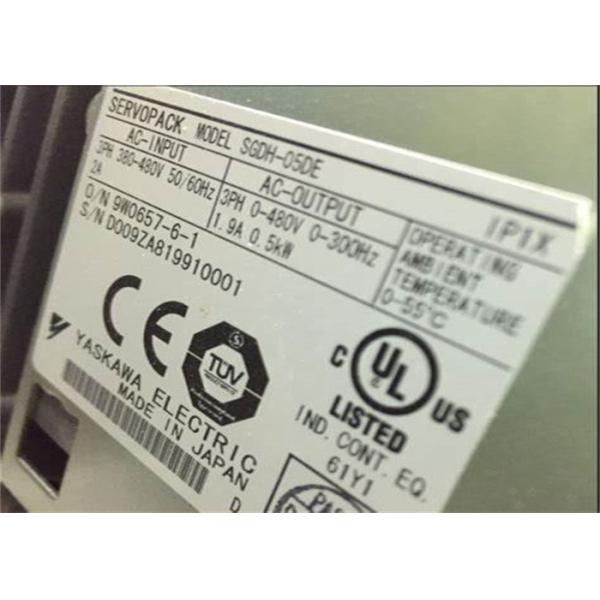 SERVOPACK MODEL SGDH-05DE IP1X
AC-INPUT
3PH 380-480V 50/60Hz
2A
AC-OUTPUT
3PH 0-480V 0-300Hz
1.9A 0.5kW
OPERATING
AMBIENT
TEMPERATURE
0-55°C
O/N 9W0657-6-1
S/N D009ZA819910001
CE
TÜV
C UL US
LISTED
IND. CONT. EQ.
61Y1
YASKAWA ELECTRIC
MADE IN JAPAN
D